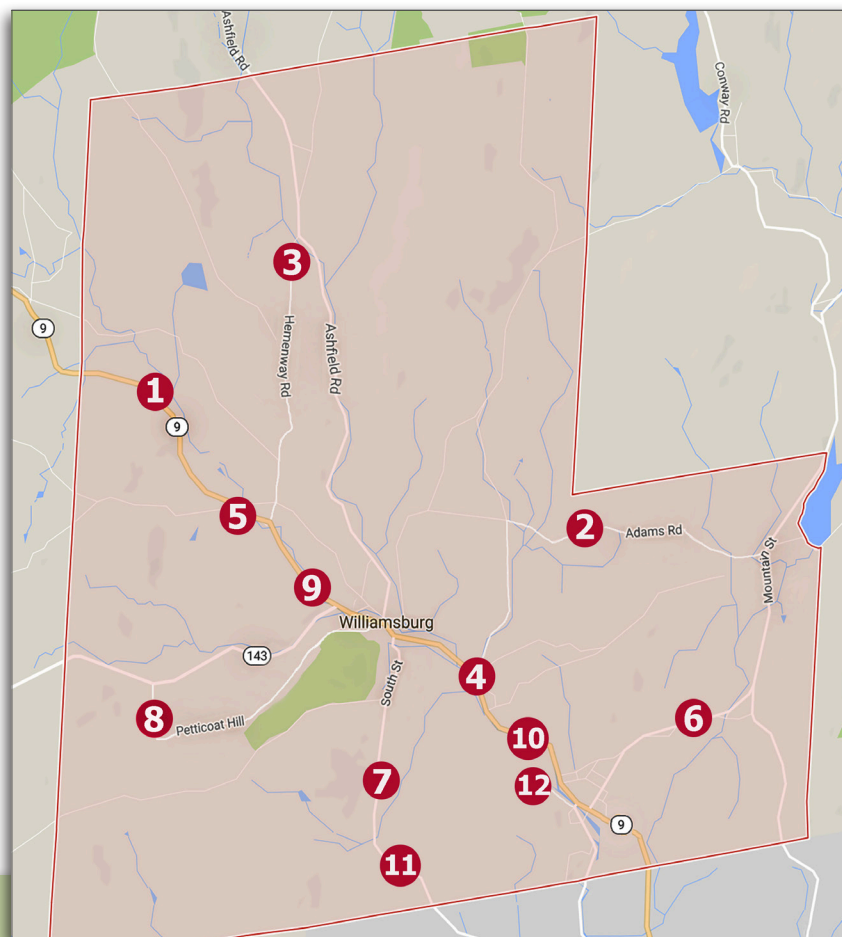 Ashfield Rd
Conway Rd
3
9
Hemenway Rd
Ashfield Rd
1
9
5
2
Adams Rd
Mountain St
9
Williamsburg
143
4
South St
8
Petticoat Hill
6
10
7
12
9
11